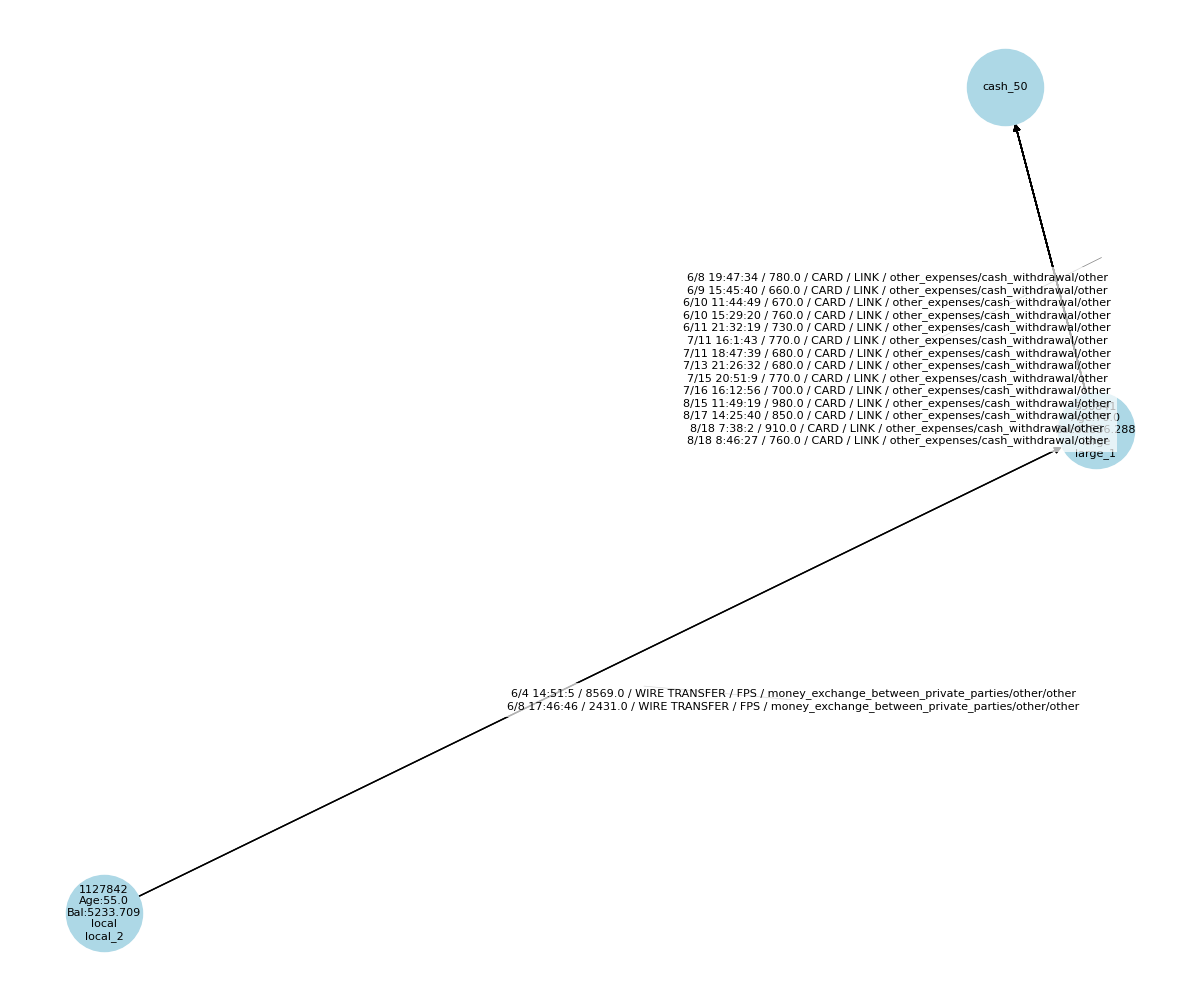 cash_50
6/8 19:47:34 / 780.0 / CARD / LINK / other_expenses/cash_withdrawal/other
6/9 15:45:40 / 660.0 / CARD / LINK / other_expenses/cash_withdrawal/other
6/10 11:44:49 / 670.0 / CARD / LINK / other_expenses/cash_withdrawal/other
6/10 15:29:20 / 760.0 / CARD / LINK / other_expenses/cash_withdrawal/other
6/11 21:32:19 / 730.0 / CARD / LINK / other_expenses/cash_withdrawal/other
7/11 16:1:43 / 770.0 / CARD / LINK / other_expenses/cash_withdrawal/other
7/11 18:47:39 / 680.0 / CARD / LINK / other_expenses/cash_withdrawal/other
7/13 21:26:32 / 680.0 / CARD / LINK / other_expenses/cash_withdrawal/other
7/15 20:51:9 / 770.0 / CARD / LINK / other_expenses/cash_withdrawal/other
7/16 16:12:56 / 700.0 / CARD / LINK / other_expenses/cash_withdrawal/other
8/15 11:49:19 / 980.0 / CARD / LINK / other_expenses/cash_withdrawal/other
8/17 14:25:40 / 850.0 / CARD / LINK / other_expenses/cash_withdrawal/other
8/18 7:38:2 / 910.0 / CARD / LINK / other_expenses/cash_withdrawal/other
8/18 8:46:27 / 760.0 / CARD / LINK / other_expenses/cash_withdrawal/other
large_1
6/4 14:51:5 / 8569.0 / WIRE TRANSFER / FPS / money_exchange_between_private_parties/other/other
6/8 17:46:46 / 2431.0 / WIRE TRANSFER / FPS / money_exchange_between_private_parties/other/other
1127842
Age:55.0
Bal:5233.709
local
local_2